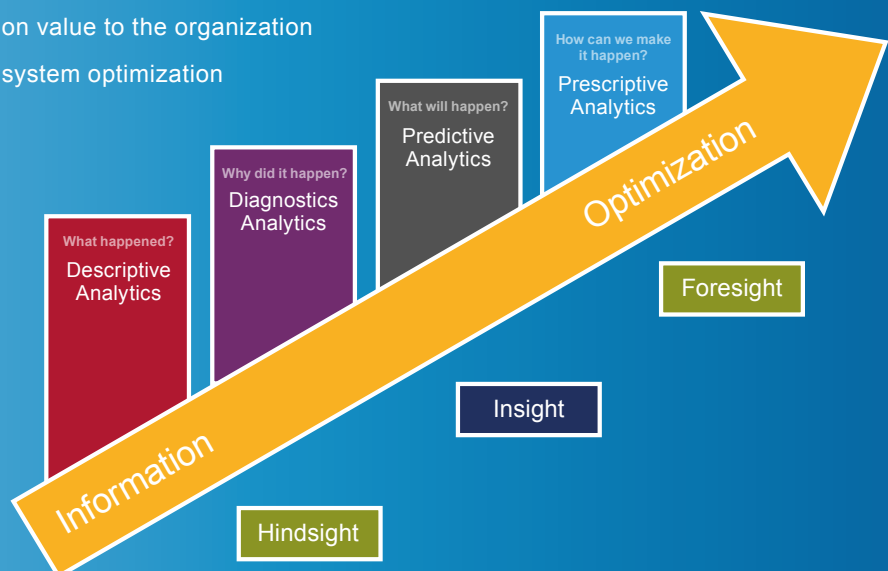 on value to the organization
system optimization
What happened?
Descriptive
Analytics
Why did it happen?
Diagnostics
Analytics
What will happen?
Predictive
Analytics
How can we make
it happen?
Prescriptive
Analytics
Information
Optimization
Hindsight
Insight
Foresight